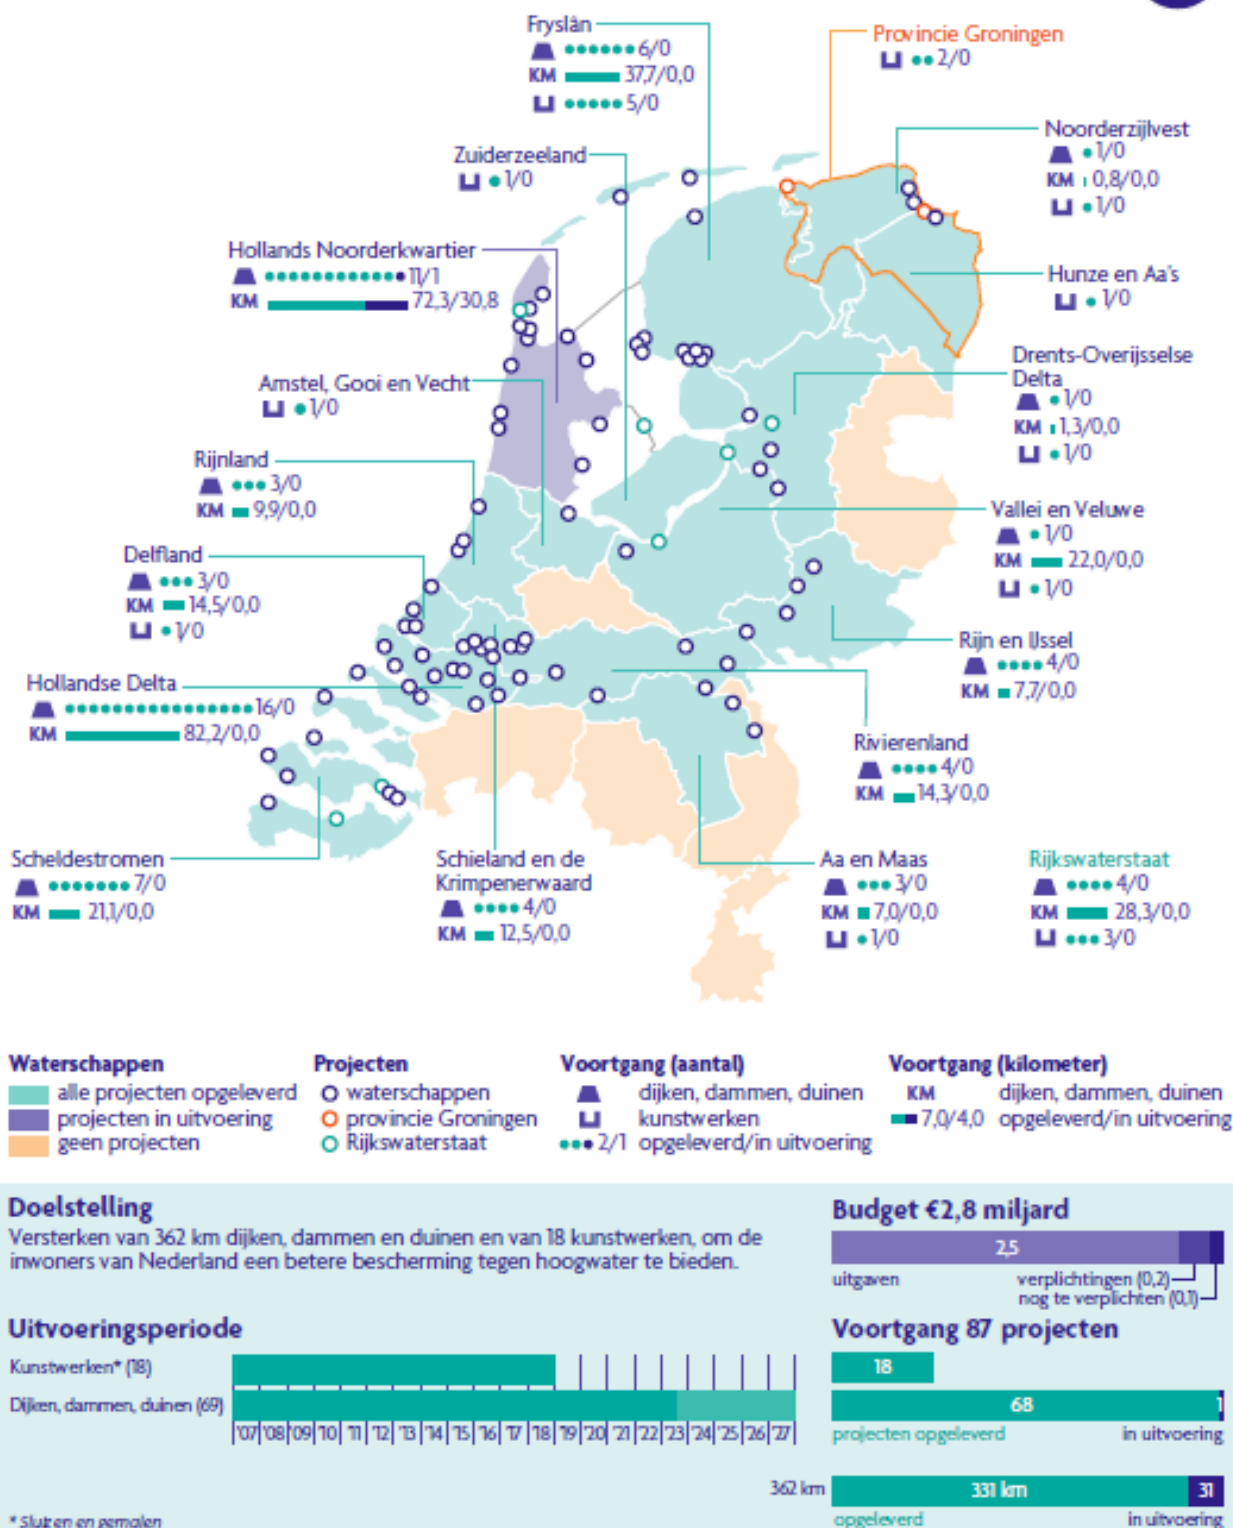 Fryslân
6/0
KM 37,7/0,0
5/0
Provincie Groningen
2/0
Noorderzijlvest
1/0
KM 0,8/0,0
1/0
Zuiderzeeland
1/0
Hollands Noorderkwartier
11/1
KM 72,3/30,8
Hunze en Aa's
1/0
Drents-Overijsselse
Delta
1/0
KM 1,3/0,0
1/0
Amstel, Gooi en Vecht
1/0
Rijnland
3/0
KM 9,9/0,0
Vallei en Veluwe
1/0
KM 22,0/0,0
1/0
Delfland
3/0
KM 14,5/0,0
1/0
Rijn en IJssel
4/0
KM 7,7/0,0
Hollandse Delta
16/0
KM 82,2/0,0
Rivierenland
4/0
KM 14,3/0,0
Scheldestromen
7/0
KM 21,1/0,0
Schieland en de
Krimpenerwaard
4/0
KM 12,5/0,0
Aa en Maas
3/0
KM 7,0/0,0
1/0
Rijkswaterstaat
4/0
KM 28,3/0,0
3/0
Waterschappen
alle projecten opgeleverd
projecten in uitvoering
geen projecten
Projecten
waterschappen
provincie Groningen
Rijkswaterstaat
Voortgang (aantal)
dijken, dammen, duinen
kunstwerken
2/1 opgeleverd/in uitvoering
Voortgang (kilometer)
KM dijken, dammen, duinen
7,0/4,0 opgeleverd/in uitvoering
Doelstelling
Versterken van 362 km dijken, dammen en duinen en van 18 kunstwerken, om de
inwoners van Nederland een betere bescherming tegen hoogwater te bieden.
Budget €2,8 miljard
2,5
uitgaven verplichtingen (0,2)
nog te verplichten (0,1)
Uitvoeringsperiode
Kunstwerken* (18)
Dijken, dammen, duinen (69)
'07 '08 '09 '10 '11 '12 '13 '14 '15 '16 '17 '18 '19 '20 '21 '22 '23 '24 '25 '26 '27
Voortgang 87 projecten
18
68 1
projecten opgeleverd in uitvoering
362 km 331 km 31
opgeleverd in uitvoering
* Sluizen en gemalen